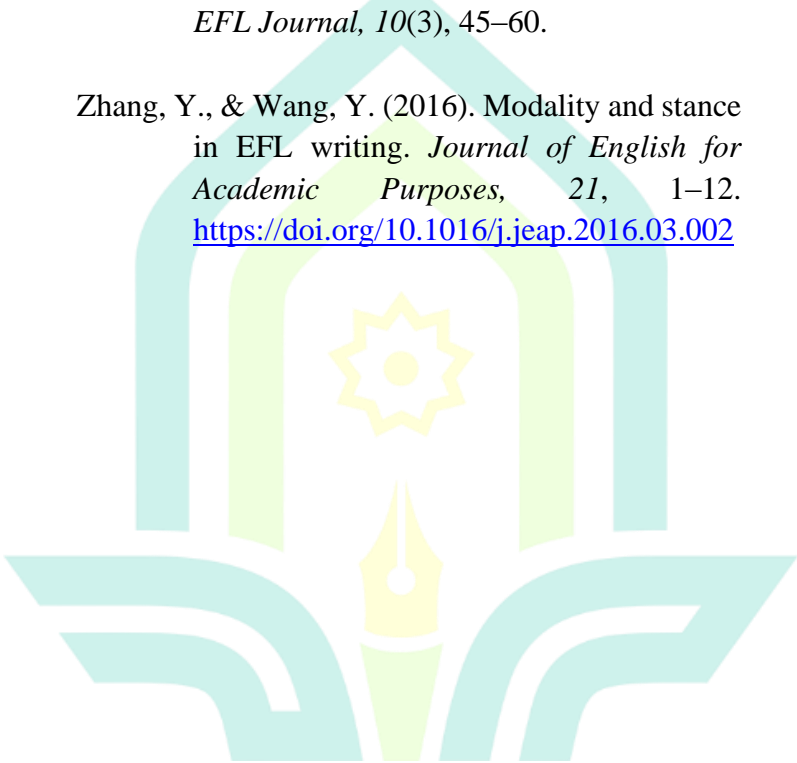 EFL Journal, 10(3), 45–60.
Zhang, Y., & Wang, Y. (2016). Modality and stance
in EFL writing. Journal of English for
Academic Purposes, 21, 1–12.
https://doi.org/10.1016/j.jeap.2016.03.002